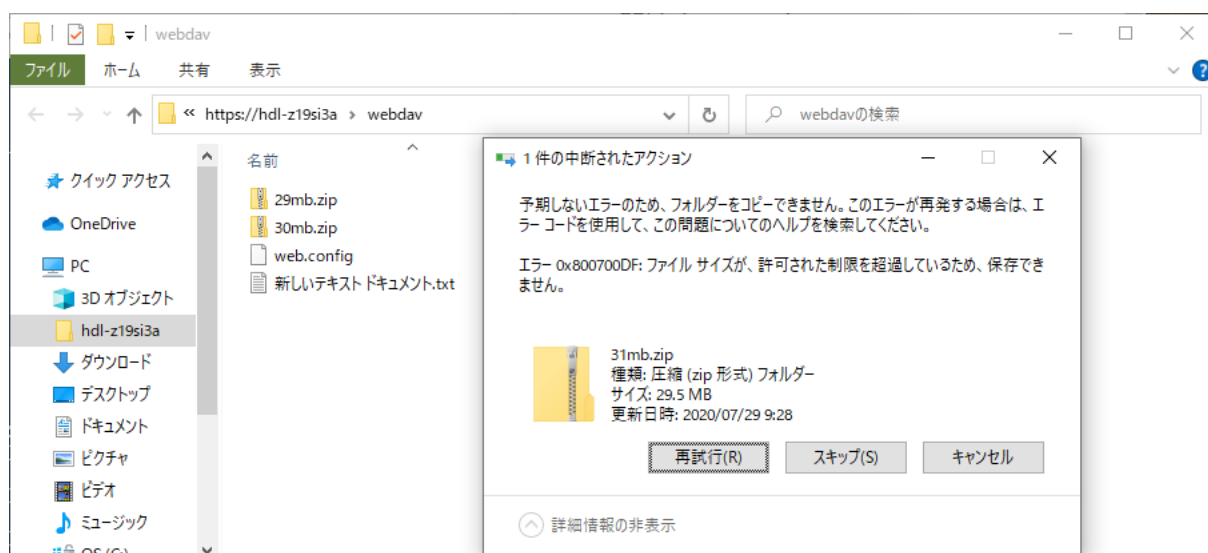 webdav
ファイル ホーム 共有 表示
« https://hdl-z19si3a › webdav
webdavの検索
クイック アクセス
OneDrive
PC
3D オブジェクト
hdl-z19si3a
ダウンロード
デスクトップ
ドキュメント
ピクチャ
ビデオ
ミュージック
OS (C:)
名前
29mb.zip
30mb.zip
web.config
新しいテキスト ドキュメント.txt
1 件の中断されたアクション
予期しないエラーのため、フォルダーをコピーできません。このエラーが再発する場合は、エ
ラー コードを使用して、この問題についてのヘルプを検索してください。
エラー 0x800700DF: ファイル サイズが、許可された制限を超過しているため、保存でき
ません。
31mb.zip
種類: 圧縮 (zip 形式) フォルダー
サイズ: 29.5 MB
更新日時: 2020/07/29 9:28
再試行(R) スキップ(S) キャンセル
詳細情報の非表示